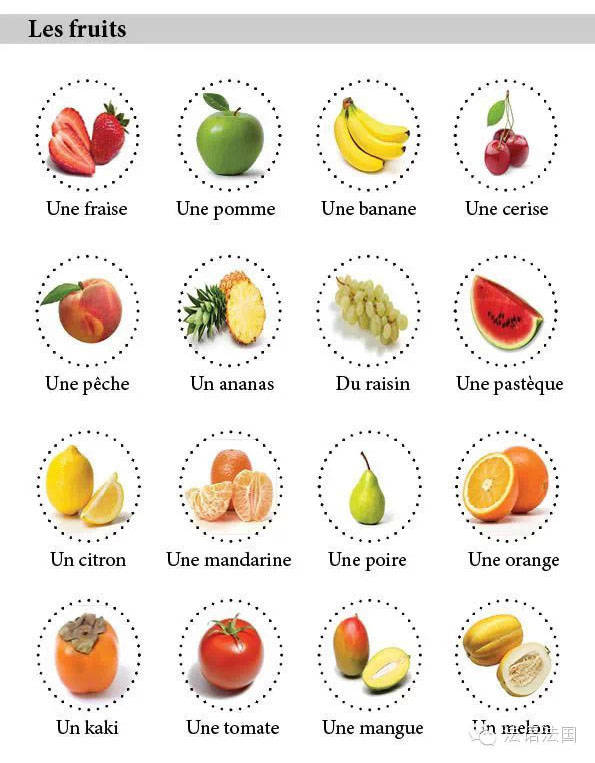 Les fruits
Une fraise
Une pomme
Une banane
Une cerise
Une pêche
Un ananas
Du raisin
Une pastèque
Un citron
Une mandarine
Une poire
Une orange
Un kaki
Une tomate
Une mangue
Un melon
法语法国